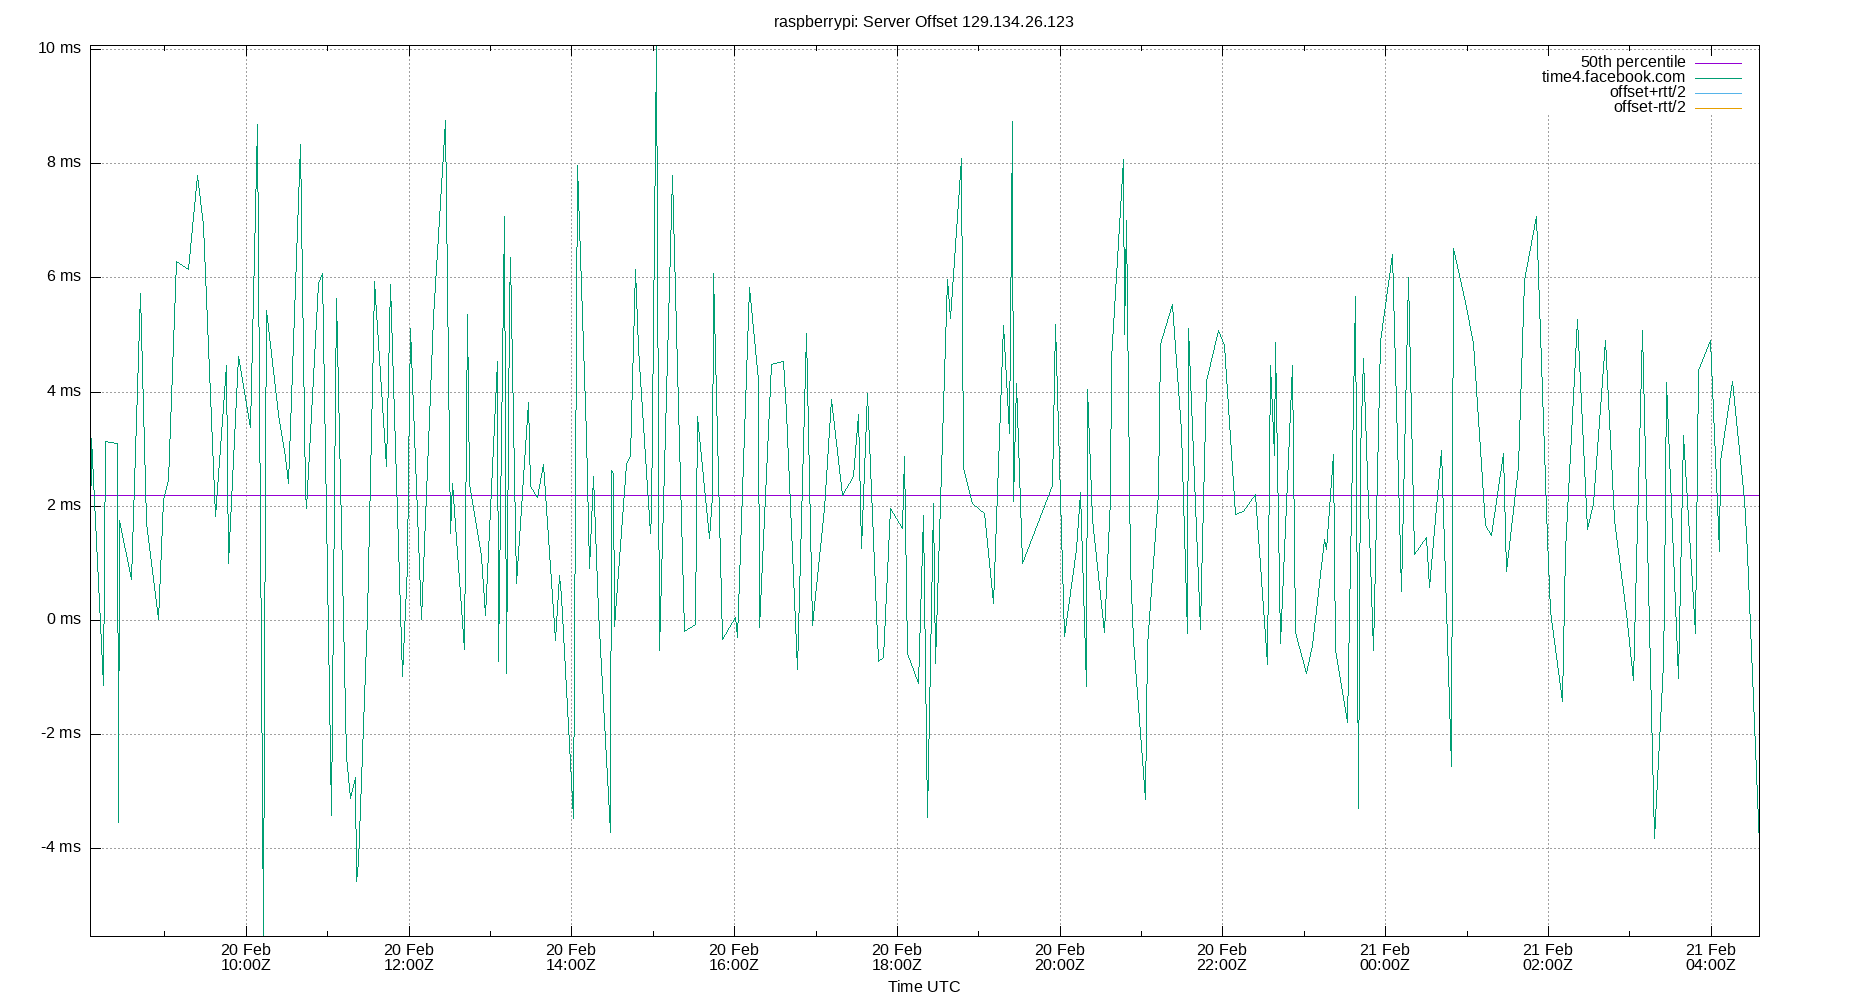 raspberrypi: Server Offset 129.134.26.123
10 ms
8 ms
6 ms
4 ms
2 ms
0 ms
-2 ms
-4 ms
50th percentile
time4.facebook.com
offset+rtt/2
offset-rtt/2
20 Feb 20 Feb 20 Feb 20 Feb 20 Feb 20 Feb 20 Feb 21 Feb 21 Feb 21 Feb
10:00Z 12:00Z 14:00Z 16:00Z 18:00Z 20:00Z 22:00Z 00:00Z 02:00Z 04:00Z
Time UTC